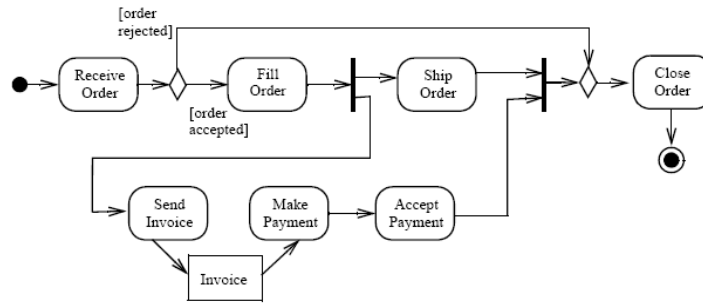 [order
rejected]
Receive
Order
Fill
Order
Ship
Order
Close
Order
[order
accepted]
Send
Invoice
Make
Payment
Accept
Payment
Invoice